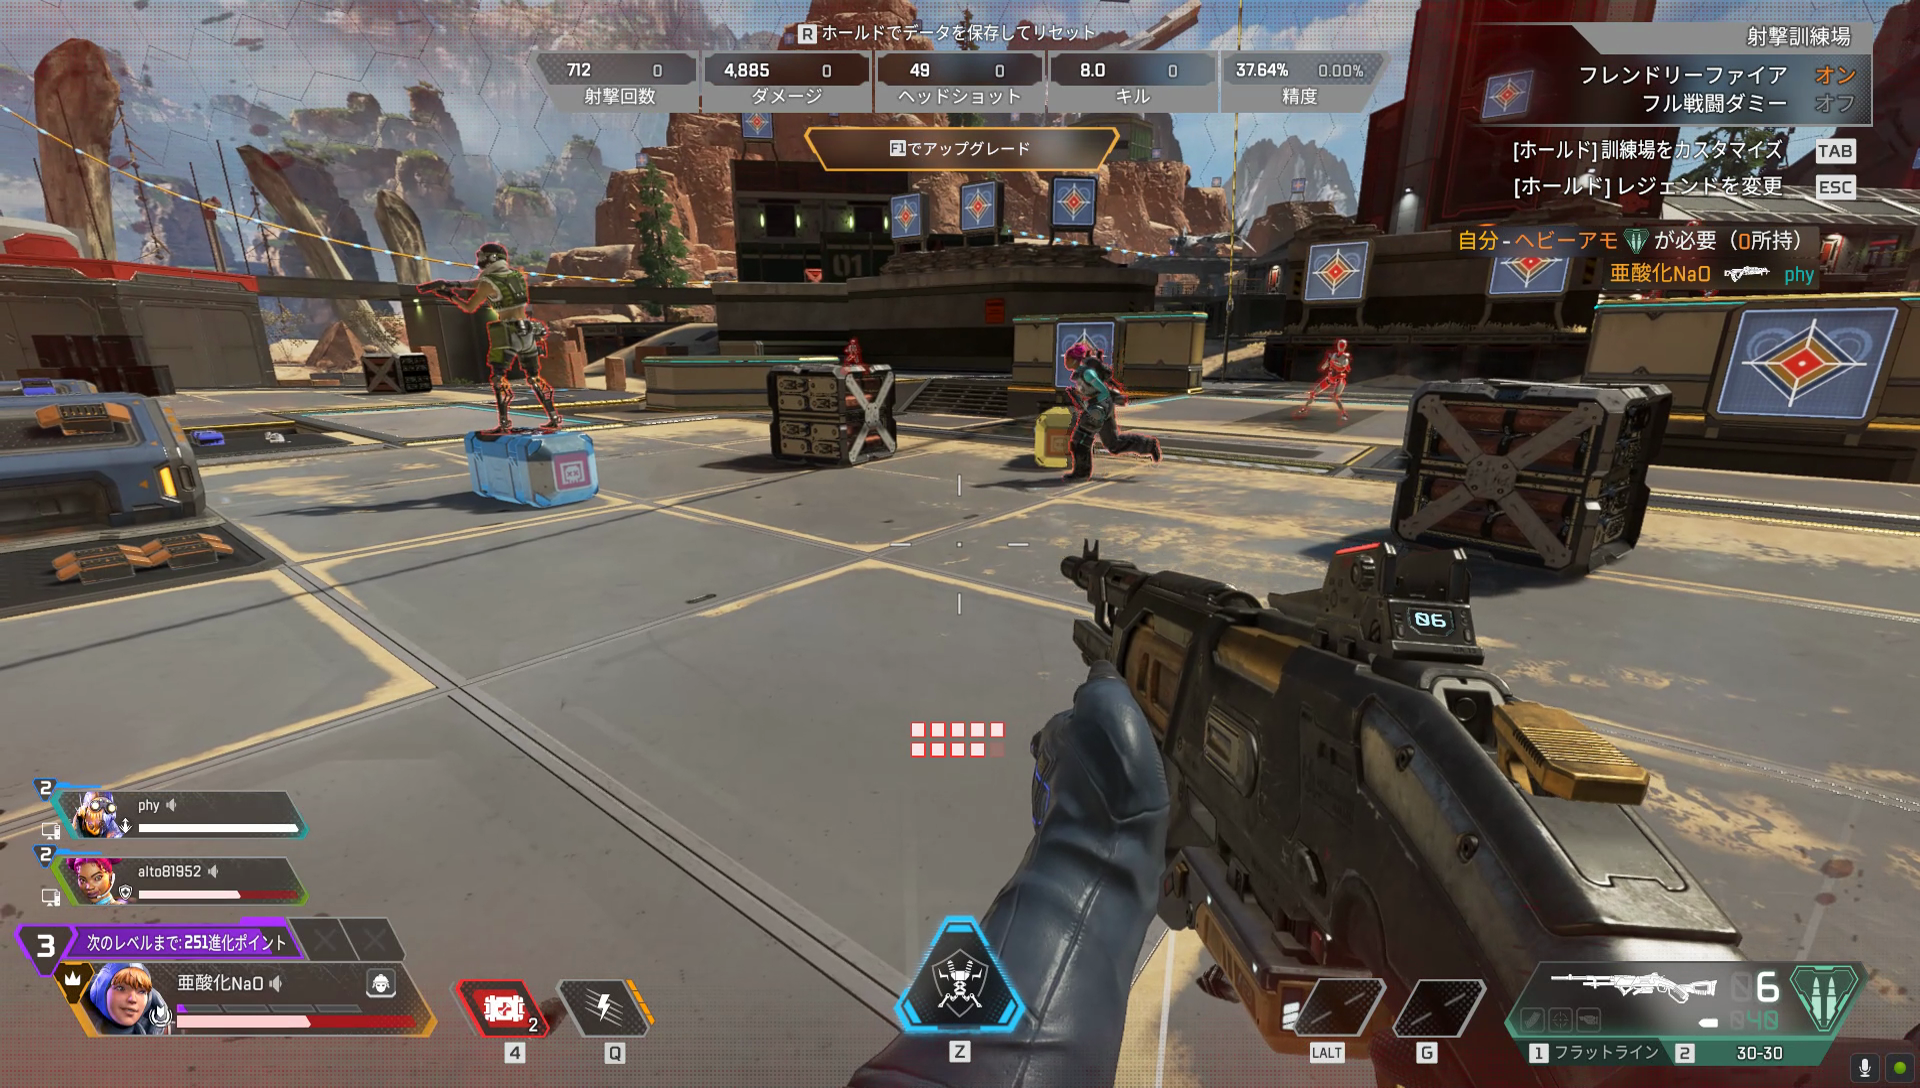 R ホールドでデータを保存してリセット
712 0
射撃回数
4,885 0
ダメージ
49 0
ヘッドショット
8.0 0
キル
37.64% 0.00%
精度
F1でアップグレード
射撃訓練場
フレンドリーファイア オン
フル戦闘ダミー オフ
[ホールド]訓練場をカスタマイズ TAB
[ホールド]レジェンドを変更 ESC
自分-ヘビーアモ が必要(0所持)
亜酸化NaO phy
01
06
2
phy
2
alto81952
3 次のレベルまで:251進化ポイント
亜酸化NaO
2
4
Q
Z
LALT
G
06
040
1 フラットライン 2 30-30